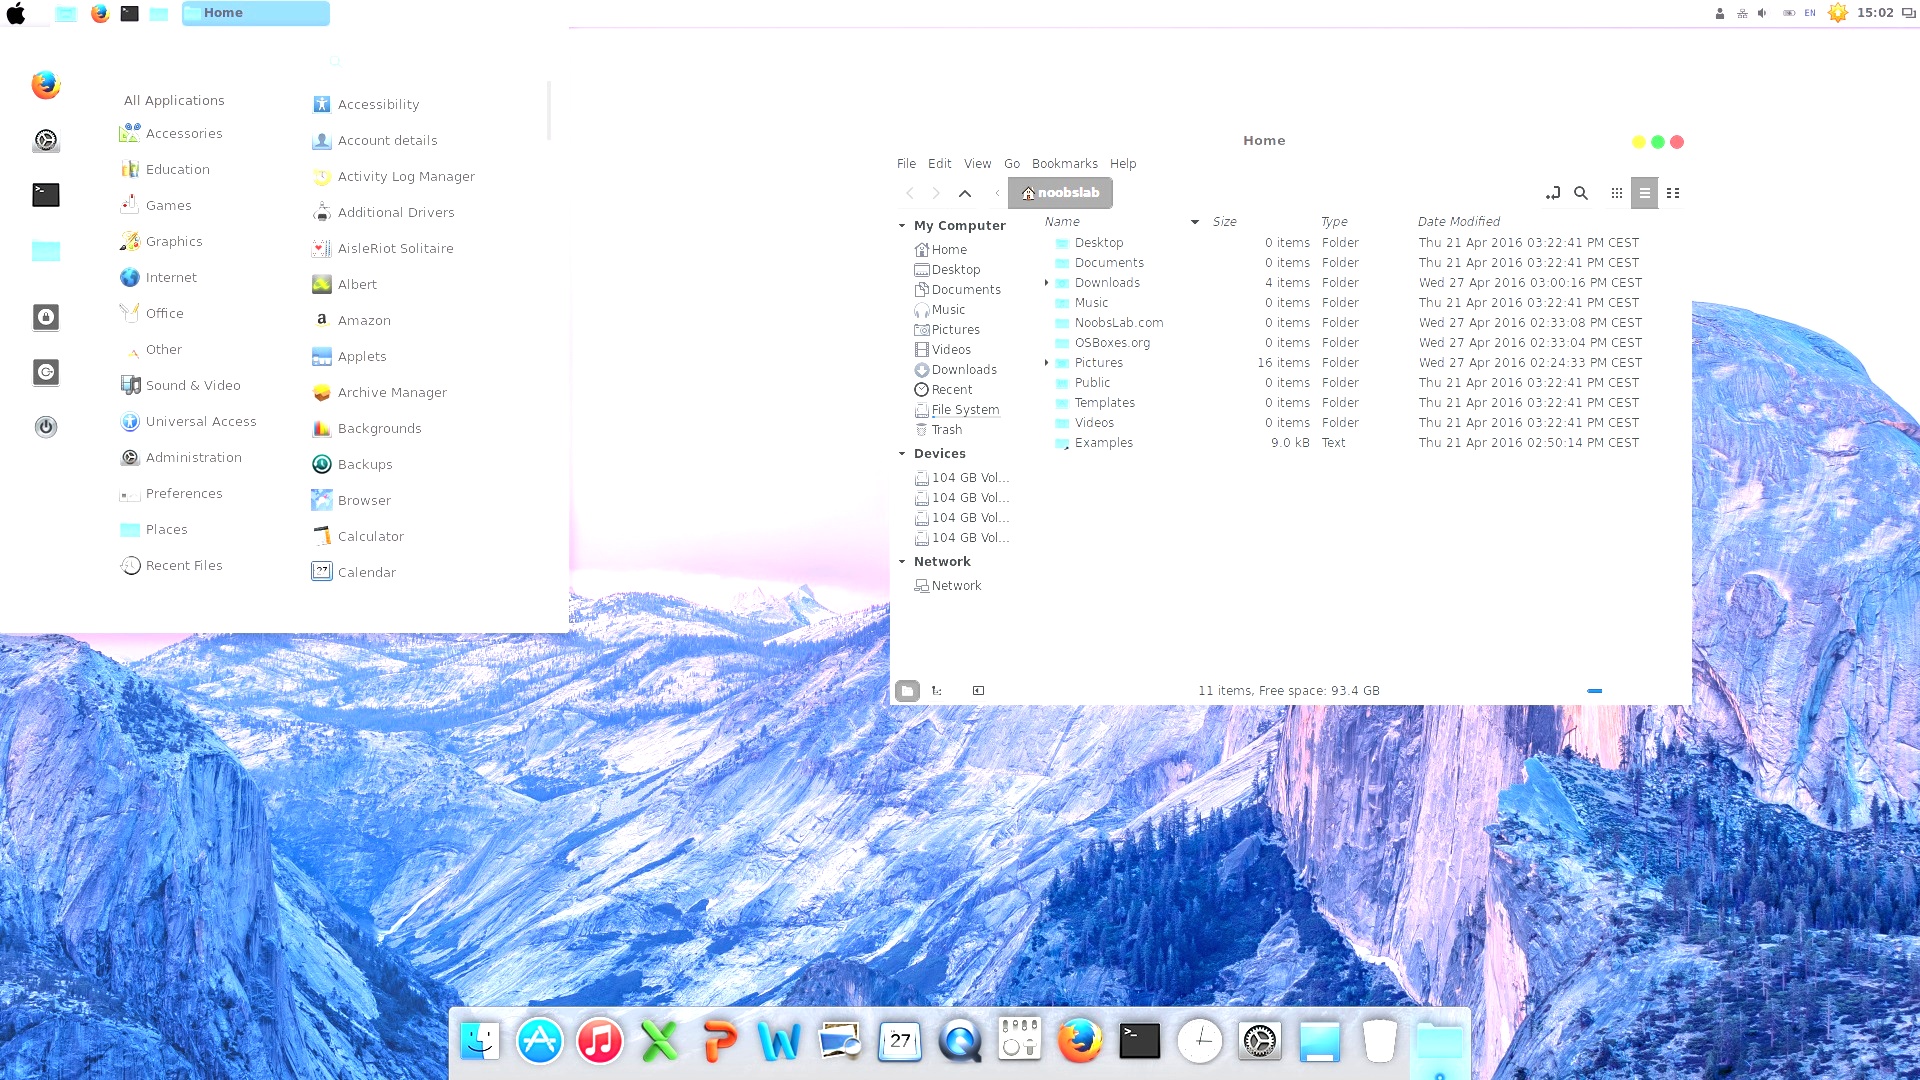 Home
EN
15:02
All Applications
Accessories
Education
Games
Graphics
Internet
Office
Other
Sound & Video
Universal Access
Administration
Preferences
Places
Recent Files
Accessibility
Account details
Activity Log Manager
Additional Drivers
AisleRiot Solitaire
Albert
a Amazon
Applets
Archive Manager
Backgrounds
Backups
Browser
Calculator
27 Calendar
Home
File Edit View Go Bookmarks Help
noobslab
My Computer
Home
Desktop
Documents
Music
Pictures
Videos
Downloads
Recent
File System
Trash
Devices
104 GB Vol...
104 GB Vol...
104 GB Vol...
104 GB Vol...
Network
Network
Name Size Type Date Modified
Desktop 0 items Folder Thu 21 Apr 2016 03:22:41 PM CEST
Documents 0 items Folder Thu 21 Apr 2016 03:22:41 PM CEST
Downloads 4 items Folder Wed 27 Apr 2016 03:00:16 PM CEST
Music 0 items Folder Thu 21 Apr 2016 03:22:41 PM CEST
NoobsLab.com 0 items Folder Wed 27 Apr 2016 02:33:08 PM CEST
OSBoxes.org 0 items Folder Wed 27 Apr 2016 02:33:04 PM CEST
Pictures 16 items Folder Wed 27 Apr 2016 02:24:33 PM CEST
Public 0 items Folder Thu 21 Apr 2016 03:22:41 PM CEST
Templates 0 items Folder Thu 21 Apr 2016 03:22:41 PM CEST
Videos 0 items Folder Thu 21 Apr 2016 03:22:41 PM CEST
Examples 9.0 kB Text Thu 21 Apr 2016 02:50:14 PM CEST
11 items, Free space: 93.4 GB
X P W 27